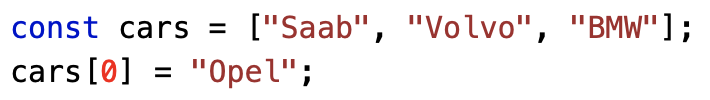 const cars = ["Saab", "Volvo", "BMW"];
cars[0] = "Opel";